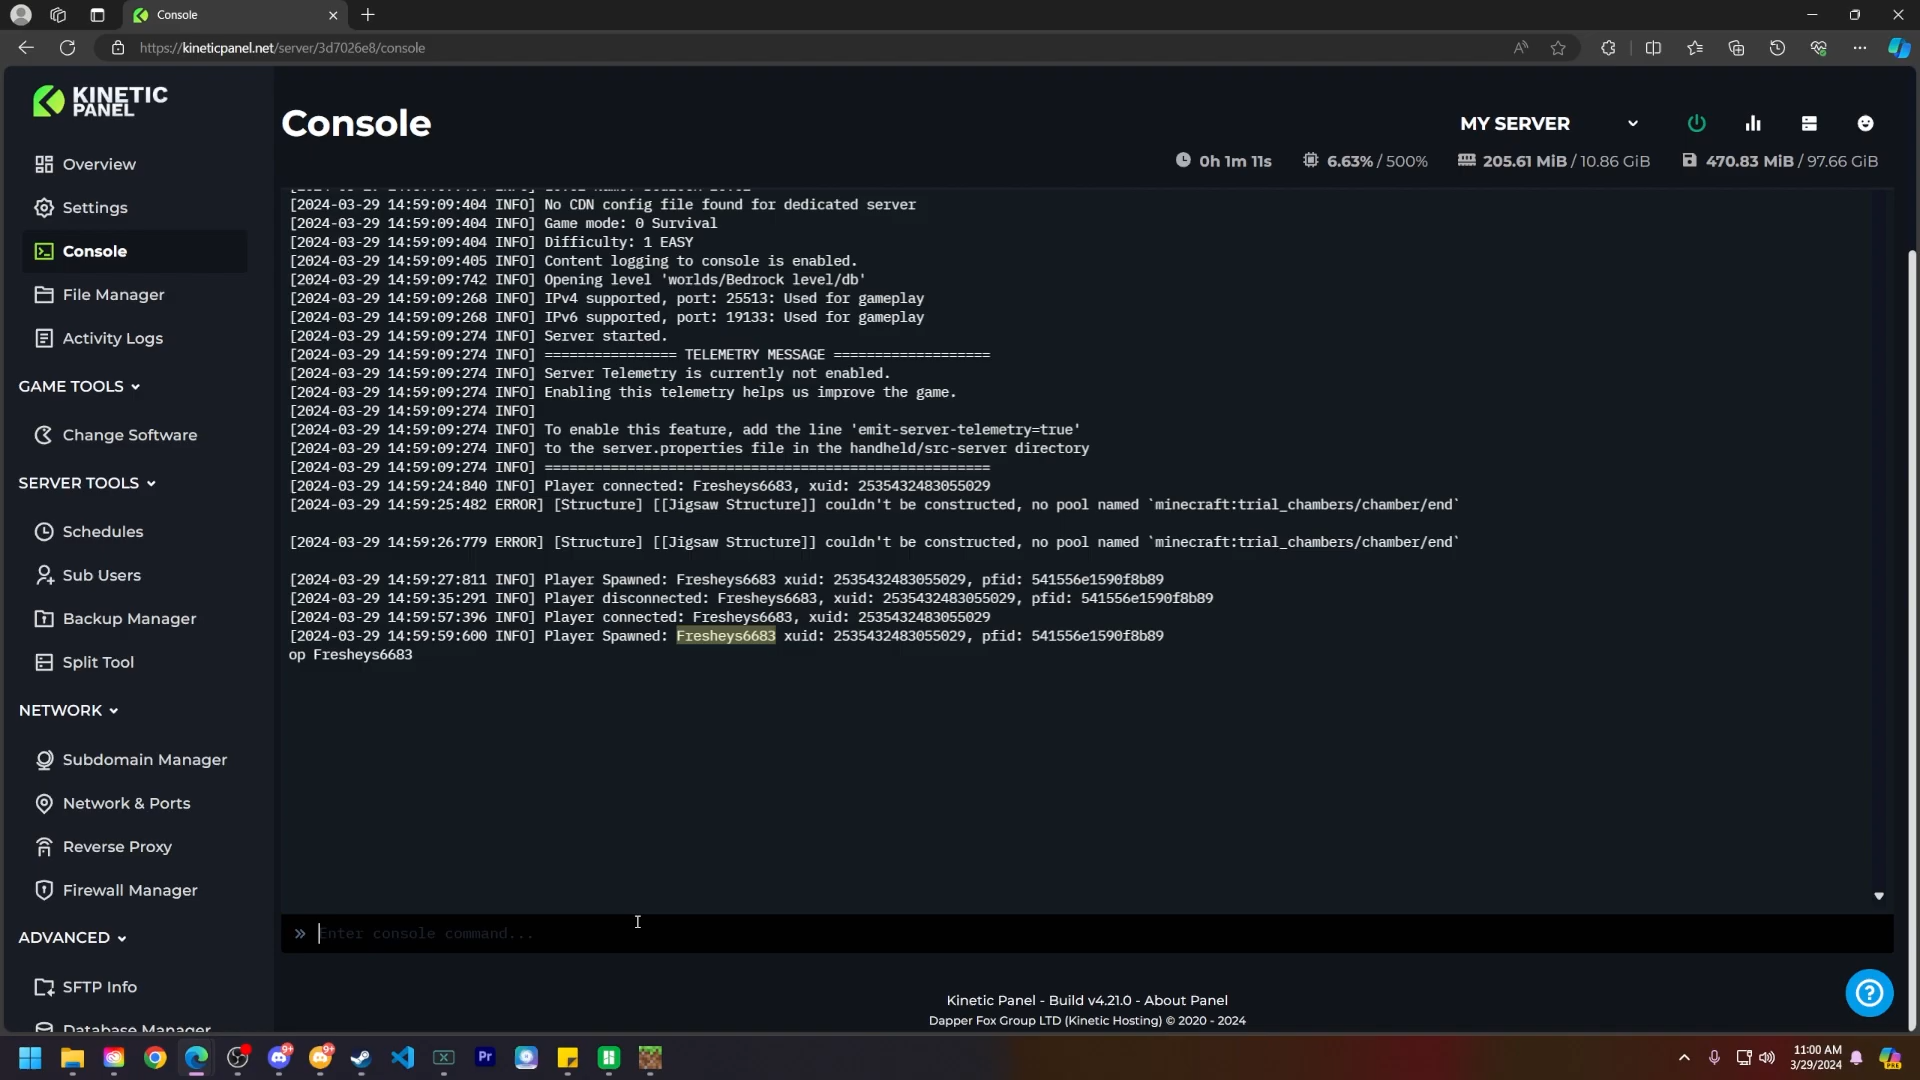 Console
https://kineticpanel.net/server/3d7026e8/console
KINETIC
PANEL
Overview
Settings
Console
File Manager
Activity Logs
GAME TOOLS
Change Software
SERVER TOOLS
Schedules
Sub Users
Backup Manager
Split Tool
NETWORK
Subdomain Manager
Network & Ports
Reverse Proxy
Firewall Manager
ADVANCED
SFTP Info
Database Manager
Console
MY SERVER
0h 1m 11s 6.63% / 500% 205.61 MiB / 10.86 GiB 470.83 MiB / 97.66 GiB
[2024-03-29 14:59:09:404 INFO] No CDN config file found for dedicated server
[2024-03-29 14:59:09:404 INFO] Game mode: 0 Survival
[2024-03-29 14:59:09:404 INFO] Difficulty: 1 EASY
[2024-03-29 14:59:09:405 INFO] Content logging to console is enabled.
[2024-03-29 14:59:09:742 INFO] Opening level 'worlds/Bedrock level/db'
[2024-03-29 14:59:09:268 INFO] IPv4 supported, port: 25513: Used for gameplay
[2024-03-29 14:59:09:268 INFO] IPv6 supported, port: 19133: Used for gameplay
[2024-03-29 14:59:09:274 INFO] Server started.
[2024-03-29 14:59:09:274 INFO] ================ TELEMETRY MESSAGE ===================
[2024-03-29 14:59:09:274 INFO] Server Telemetry is currently not enabled.
[2024-03-29 14:59:09:274 INFO] Enabling this telemetry helps us improve the game.
[2024-03-29 14:59:09:274 INFO]
[2024-03-29 14:59:09:274 INFO] To enable this feature, add the line 'emit-server-telemetry=true'
[2024-03-29 14:59:09:274 INFO] to the server.properties file in the handheld/src-server directory
[2024-03-29 14:59:09:274 INFO] ======================================================
[2024-03-29 14:59:24:840 INFO] Player connected: Fresheys6683, xuid: 2535432483055029
[2024-03-29 14:59:25:482 ERROR] [Structure] [[Jigsaw Structure]] couldn't be constructed, no pool named `minecraft:trial_chambers/chamber/end`
[2024-03-29 14:59:26:779 ERROR] [Structure] [[Jigsaw Structure]] couldn't be constructed, no pool named `minecraft:trial_chambers/chamber/end`
[2024-03-29 14:59:27:811 INFO] Player Spawned: Fresheys6683 xuid: 2535432483055029, pfid: 541556e1590f8b89
[2024-03-29 14:59:35:291 INFO] Player disconnected: Fresheys6683, xuid: 2535432483055029, pfid: 541556e1590f8b89
[2024-03-29 14:59:57:396 INFO] Player connected: Fresheys6683, xuid: 2535432483055029
[2024-03-29 14:59:59:600 INFO] Player Spawned: Fresheys6683 xuid: 2535432483055029, pfid: 541556e1590f8b89
op Fresheys6683
» Enter console command...
Kinetic Panel - Build v4.21.0 - About Panel
Dapper Fox Group LTD (Kinetic Hosting) © 2020 - 2024
9+
9+
Pr
11:00 AM
3/29/2024
PRE